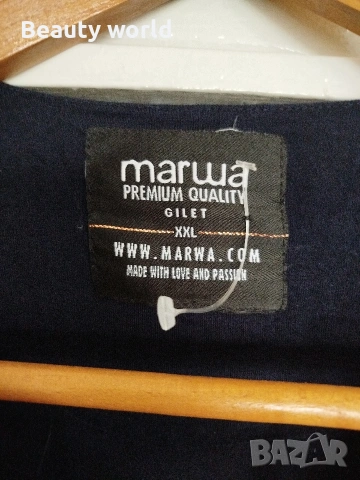 Beauty world
marwa
PREMIUM QUALITY
GILET
XXL
WWW.MARWA.COM
MADE WITH LOVE AND PASSION
BAZAR